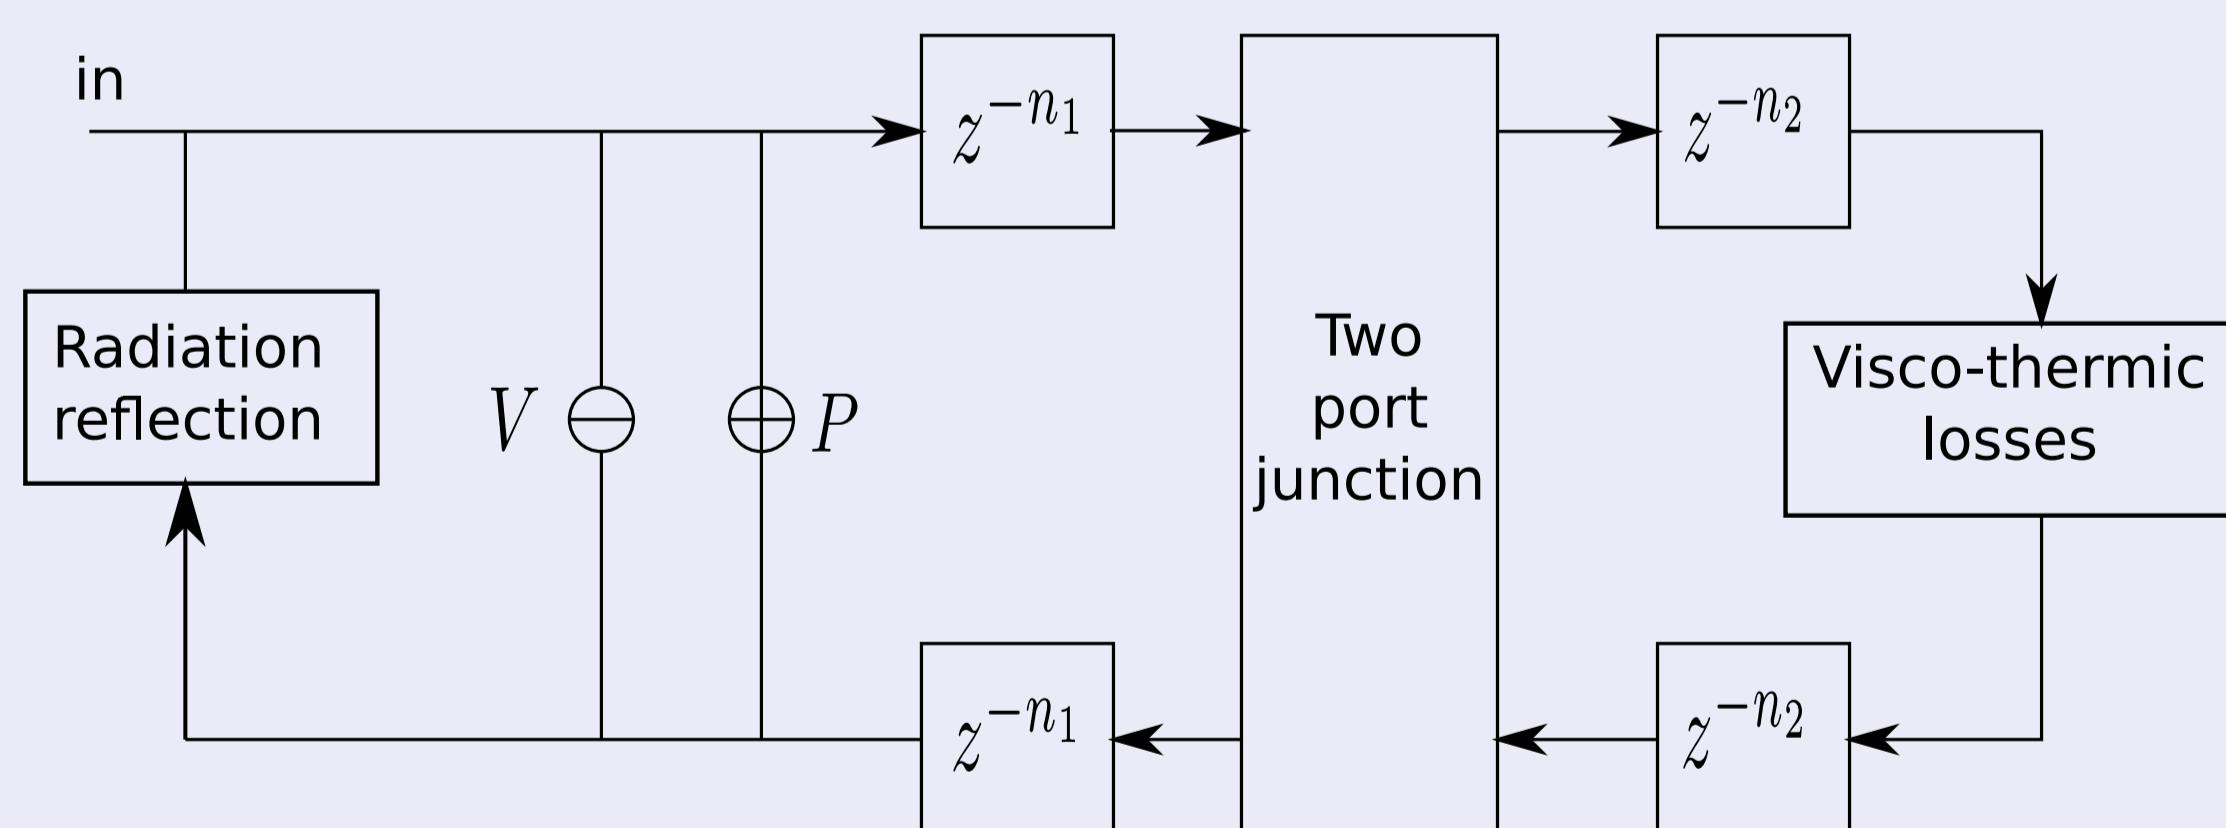 in
z^{-n_1}
z^{-n_2}
Radiation
reflection
V
P
Two
port
junction
Visco-thermic
losses
z^{-n_1}
z^{-n_2}